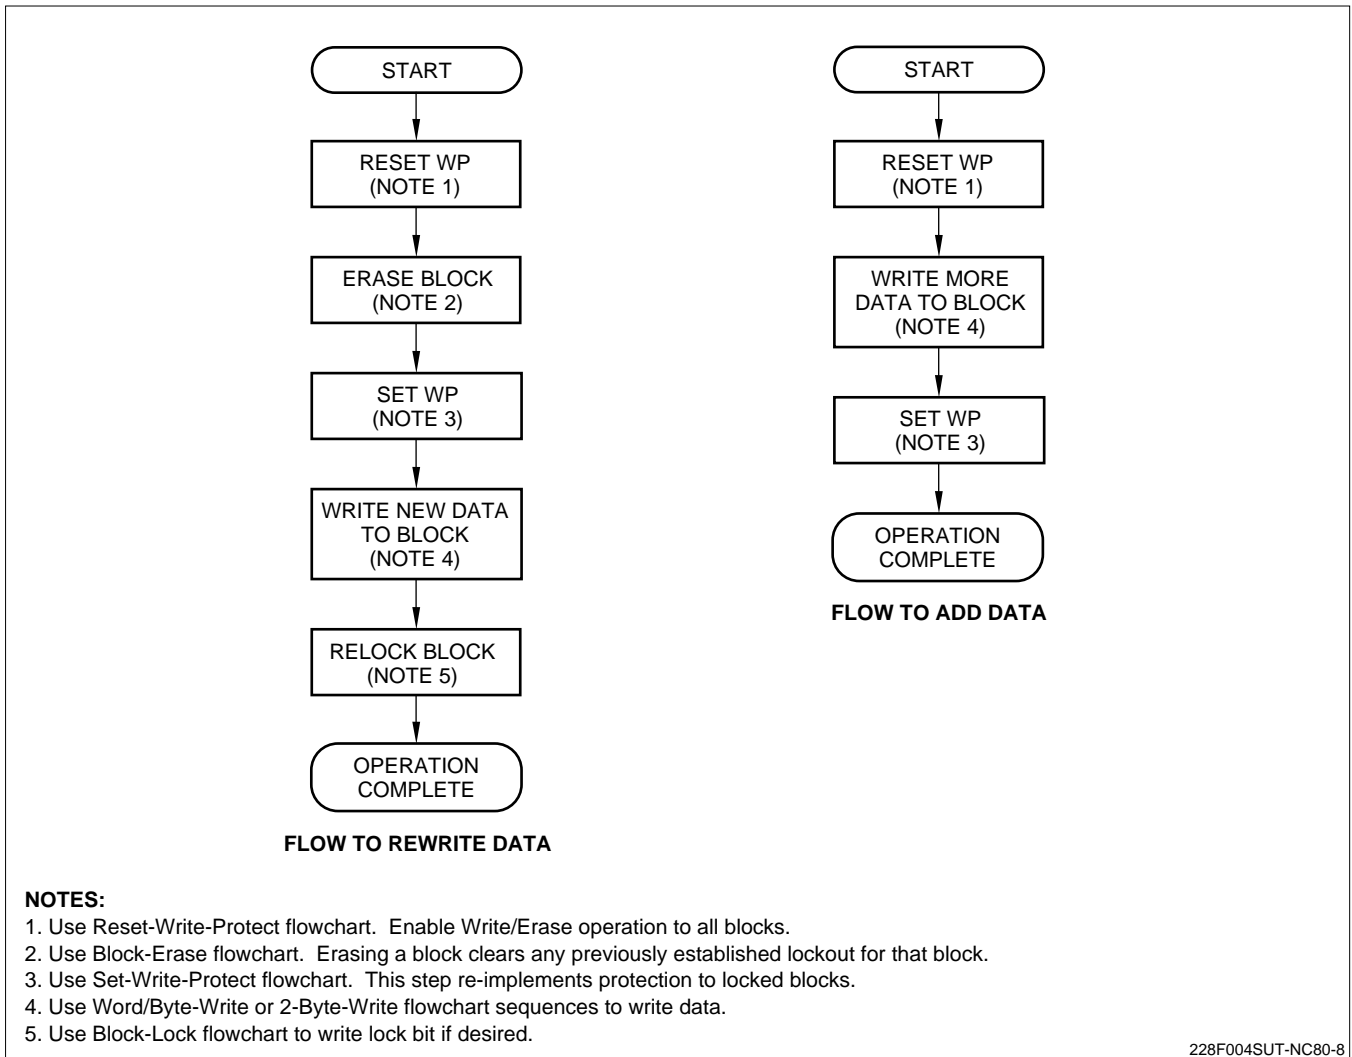 START
RESET WP
(NOTE 1)
ERASE BLOCK
(NOTE 2)
SET WP
(NOTE 3)
WRITE NEW DATA
TO BLOCK
(NOTE 4)
RELOCK BLOCK
(NOTE 5)
OPERATION
COMPLETE
FLOW TO REWRITE DATA
START
RESET WP
(NOTE 1)
WRITE MORE
DATA TO BLOCK
(NOTE 4)
SET WP
(NOTE 3)
OPERATION
COMPLETE
FLOW TO ADD DATA
NOTES:
1. Use Reset-Write-Protect flowchart.  Enable Write/Erase operation to all blocks.
2. Use Block-Erase flowchart.  Erasing a block clears any previously established lockout for that block.
3. Use Set-Write-Protect flowchart.  This step re-implements protection to locked blocks.
4. Use Word/Byte-Write or 2-Byte-Write flowchart sequences to write data.
5. Use Block-Lock flowchart to write lock bit if desired.
228F004SUT-NC80-8